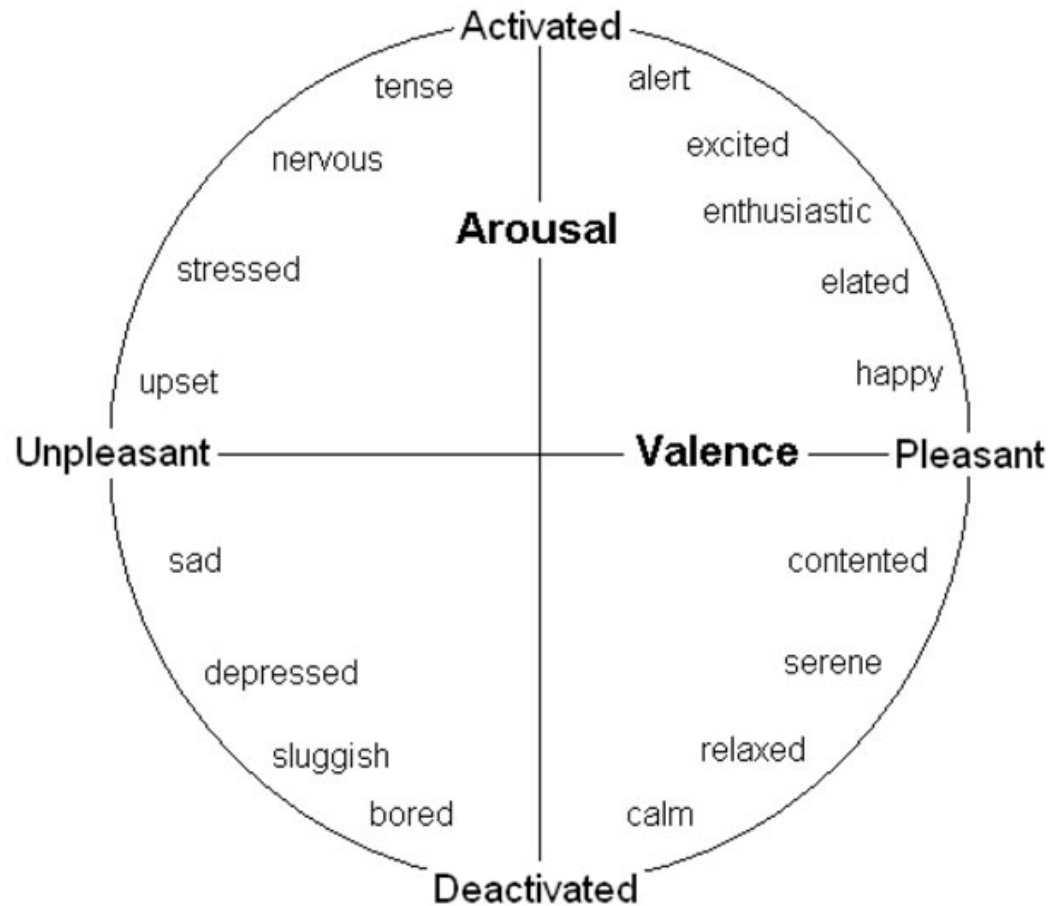 Activated
tense
alert
nervous
excited
enthusiastic
Arousal
stressed
elated
upset
happy
Unpleasant
Valence
Pleasant
sad
contented
depressed
serene
sluggish
relaxed
bored
calm
Deactivated